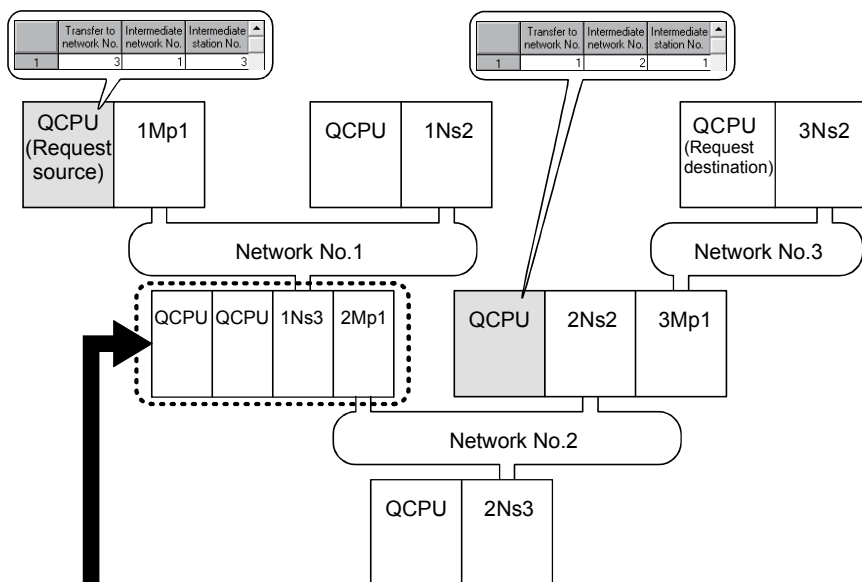 Transfer to network No. Intermediate network No. Intermediate station No.
1 3 1 3
Transfer to network No. Intermediate network No. Intermediate station No.
1 1 2 1
QCPU (Request source)
1Mp1
QCPU
1Ns2
QCPU (Request destination)
3Ns2
Network No.1
Network No.3
QCPU
QCPU
1Ns3
2Mp1
QCPU
2Ns2
3Mp1
Network No.2
QCPU
2Ns3